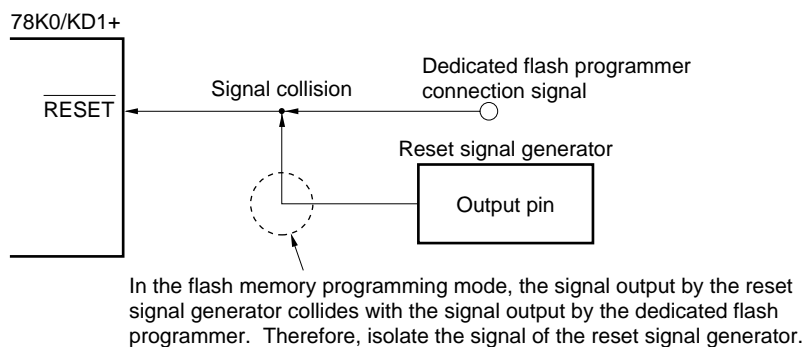 78K0/KD1+
Signal collision
Dedicated flash programmer
connection signal
RESET
Reset signal generator
Output pin
In the flash memory programming mode, the signal output by the reset
signal generator collides with the signal output by the dedicated flash
programmer.  Therefore, isolate the signal of the reset signal generator.